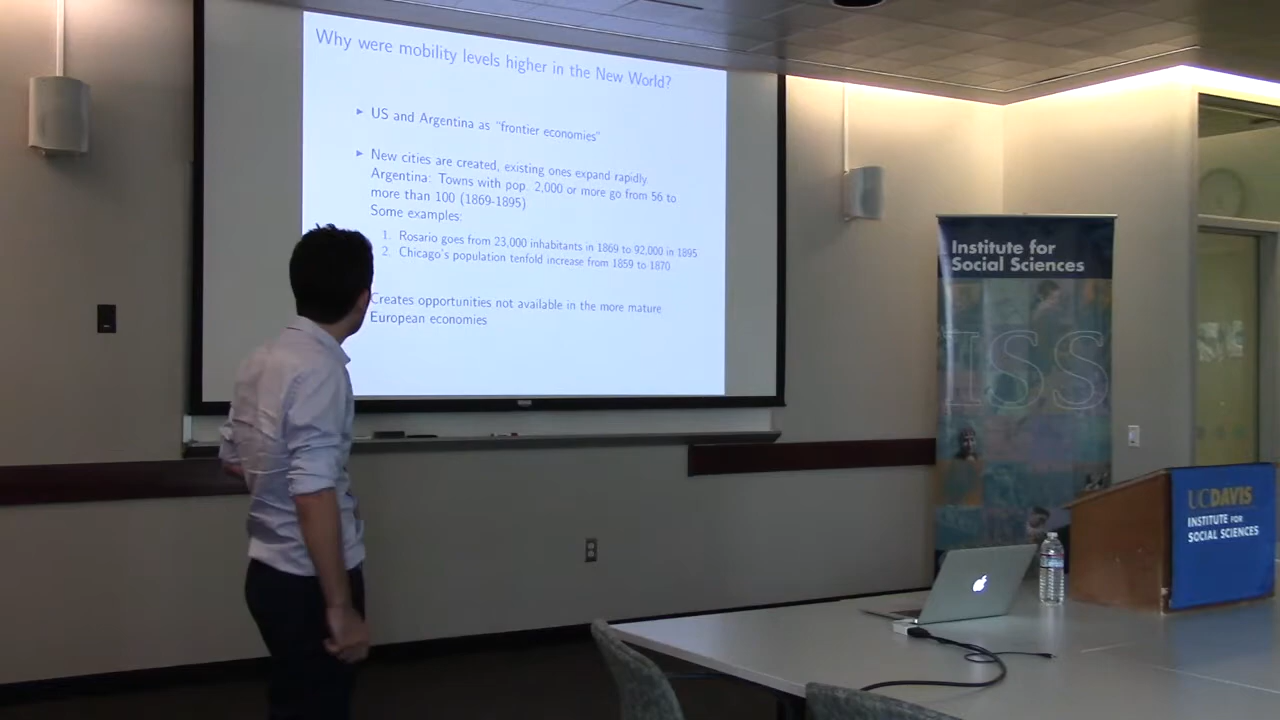 Why were mobility levels higher in the New World?
US and Argentina as "frontier economies"
New cities are created, existing ones expand rapidly.
Argentina: Towns with pop. 2,000 or more go from 56 to
more than 100 (1869-1895)
Some examples:
1. Rosario goes from 23,000 inhabitants in 1869 to 92,000 in 1895
2. Chicago's population tenfold increase from 1859 to 1870
Creates opportunities not available in the more mature
European economies
Institute for
Social Sciences
ISS
UCDAVIS
INSTITUTE FOR
SOCIAL SCIENCES